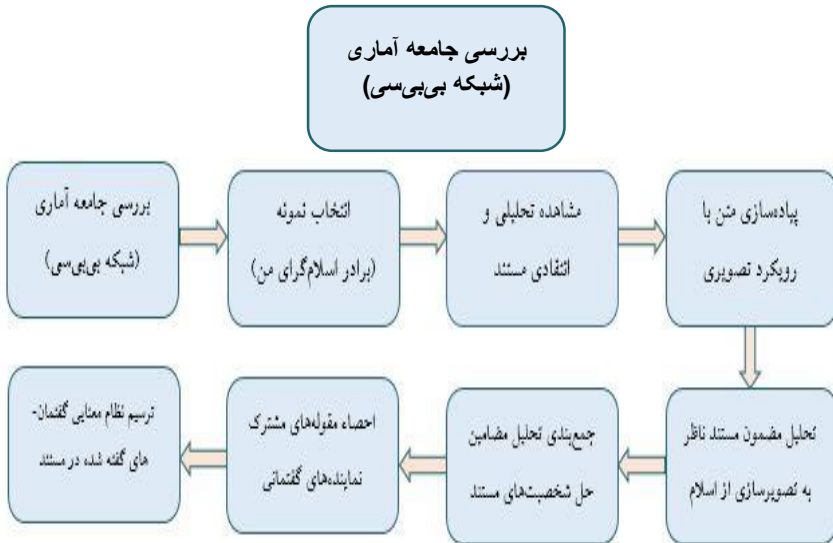 بررسی جامعه آماری
(شبکه بی‌بی‌سی)
بررسی جامعه آماری
(شبکه بی‌بی‌سی)
انتخاب نمونه
(برادر اسلام‌گرای من)
مشاهده تحلیلی و
انتقادی مستند
پیاده‌سازی متن با
رویکرد تصویری
تحلیل مضمون مستند ناظر
به تصویرسازی از اسلام
جمع‌بندی تحلیل مضامین
حل شخصیت‌های مستند
احصاء مقوله‌های مشترک
نماینده‌های گفتمانی
ترسیم نظام معنایی گفتمان-
های گفته شده در مستند